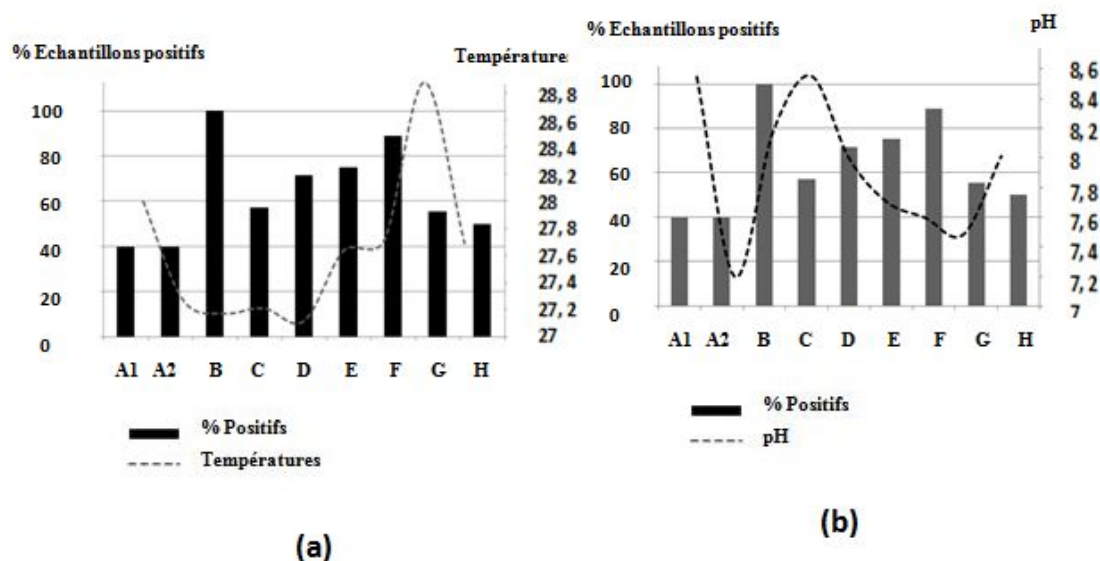 % Echantillons positifs
Températures
100
80
60
40
20
0
28, 8
28, 6
28, 4
28, 2
28
27, 8
27, 6
27, 4
27, 2
27
A1 A2 B C D E F G H
% Positifs
Températures
(a)
% Echantillons positifs
pH
100
80
60
40
20
0
8, 6
8, 4
8, 2
8
7, 8
7, 6
7, 4
7, 2
7
A1 A2 B C D E F G H
% Positifs
pH
(b)